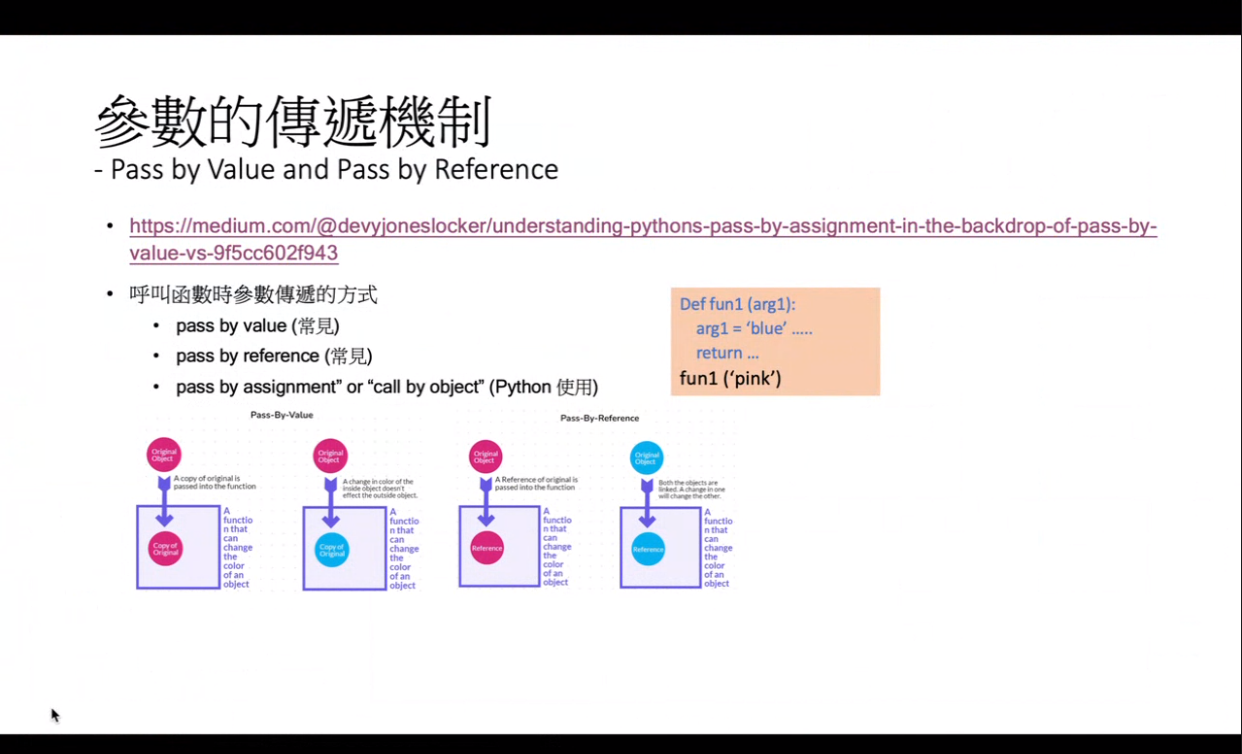 參數的傳遞機制
- Pass by Value and Pass by Reference
• https://medium.com/@devyjoneslocker/understanding-pythons-pass-by-assignment-in-the-backdrop-of-pass-by-
value-vs-9f5cc602f943
• 呼叫函數時參數傳遞的方式
• pass by value (常見)
• pass by reference (常見)
• pass by assignment” or “call by object” (Python 使用)
Def fun1 (arg1):
arg1 = ‘blue’ .....
return ...
fun1 (‘pink’)
Pass-By-Value
Original
Object
A copy of original is
passed into the function
Copy of
Original
A
functio
n that
can
change
the
color
of an
object
Original
Object
A change in color of the
inside object doesn't
effect the outside object.
Copy of
Original
A
functio
n that
can
change
the
color
of an
object
Pass-By-Reference
Original
Object
A Reference of original is
passed into the function
Reference
A
functio
n that
can
change
the
color
of an
object
Original
Object
Both the objects are
linked. A change in one
will change the other.
Reference
A
functio
n that
can
change
the
color
of an
object